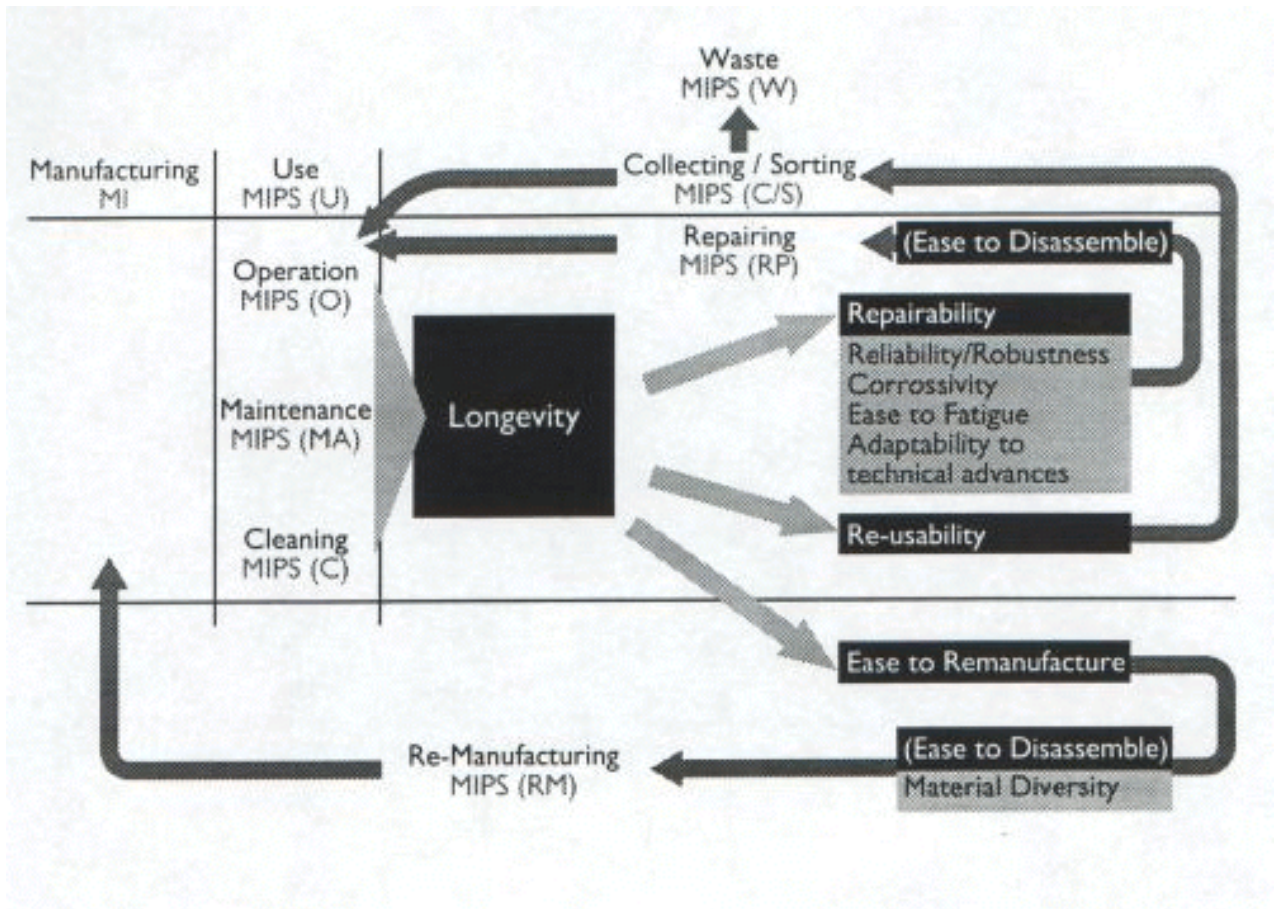 Waste
MIPS (W)
Manufacturing
MI
Use
MIPS (U)
Collecting / Sorting
MIPS (C/S)
Repairing
MIPS (RP)
(Ease to Disassemble)
Operation
MIPS (O)
Repairability
Reliability/Robustness
Corrossivity
Ease to Fatigue
Adaptability to
technical advances
Maintenance
MIPS (MA)
Longevity
Cleaning
MIPS (C)
Re-usability
Ease to Remanufacture
Re-Manufacturing
MIPS (RM)
(Ease to Disassemble)
Material Diversity